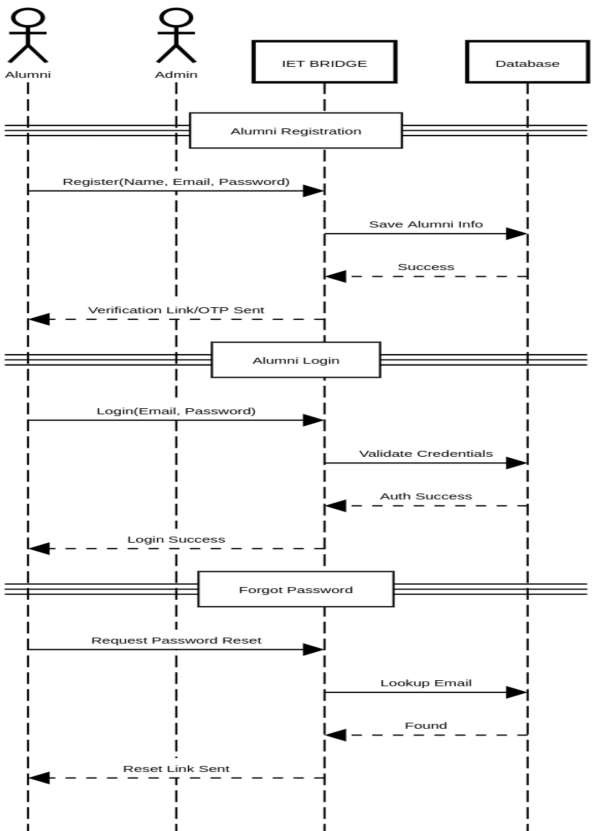 Alumni
Admin
IET BRIDGE
Database
Alumni Registration
Register(Name, Email, Password)
Save Alumni Info
Success
Verification Link/OTP Sent
Alumni Login
Login(Email, Password)
Validate Credentials
Auth Success
Login Success
Forgot Password
Request Password Reset
Lookup Email
Found
Reset Link Sent